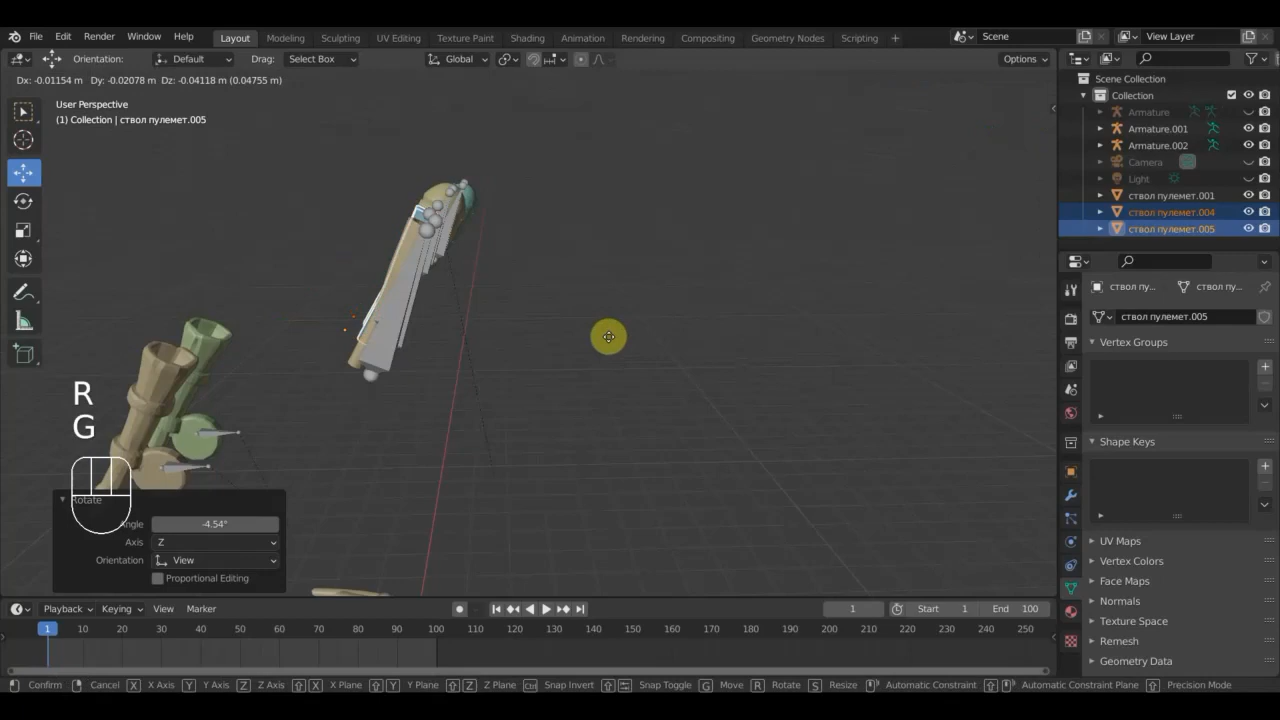 File Edit Render Window Help Layout Modeling Sculpting UV Editing Texture Paint Shading Animation Rendering Compositing Geometry Nodes Scripting + Scene View Layer
Orientation: Default Drag: Select Box Global Options
Dx: -0.01154 m Dy: -0.02078 m Dz: -0.04118 m (0.04755 m)
User Perspective
(1) Collection | ствол пулемет.005
Scene Collection
Collection
Armature
Armature.001
Armature.002
Camera
Light
ствол пулемет.001
ствол пулемет.004
ствол пулемет.005
ствол пу... ствол пу...
ствол пулемет.005
Vertex Groups
Shape Keys
UV Maps
Vertex Colors
Face Maps
Normals
Texture Space
Remesh
Geometry Data
R
G
Rotate
Angle -4.54°
Axis Z
Orientation View
Proportional Editing
Playback Keying View Marker 1 Start 1 End 100
1 10 20 30 40 50 60 70 80 90 100 110 120 130 140 150 160 170 180 190 200 210 220 230 240 250
Confirm Cancel X X Axis Y Y Axis Z Z Axis X X Plane Y Y Plane Z Z Plane Ctrl Snap Invert Snap Toggle G Move R Rotate S Resize Automatic Constraint Automatic Constraint Plane Precision Mode